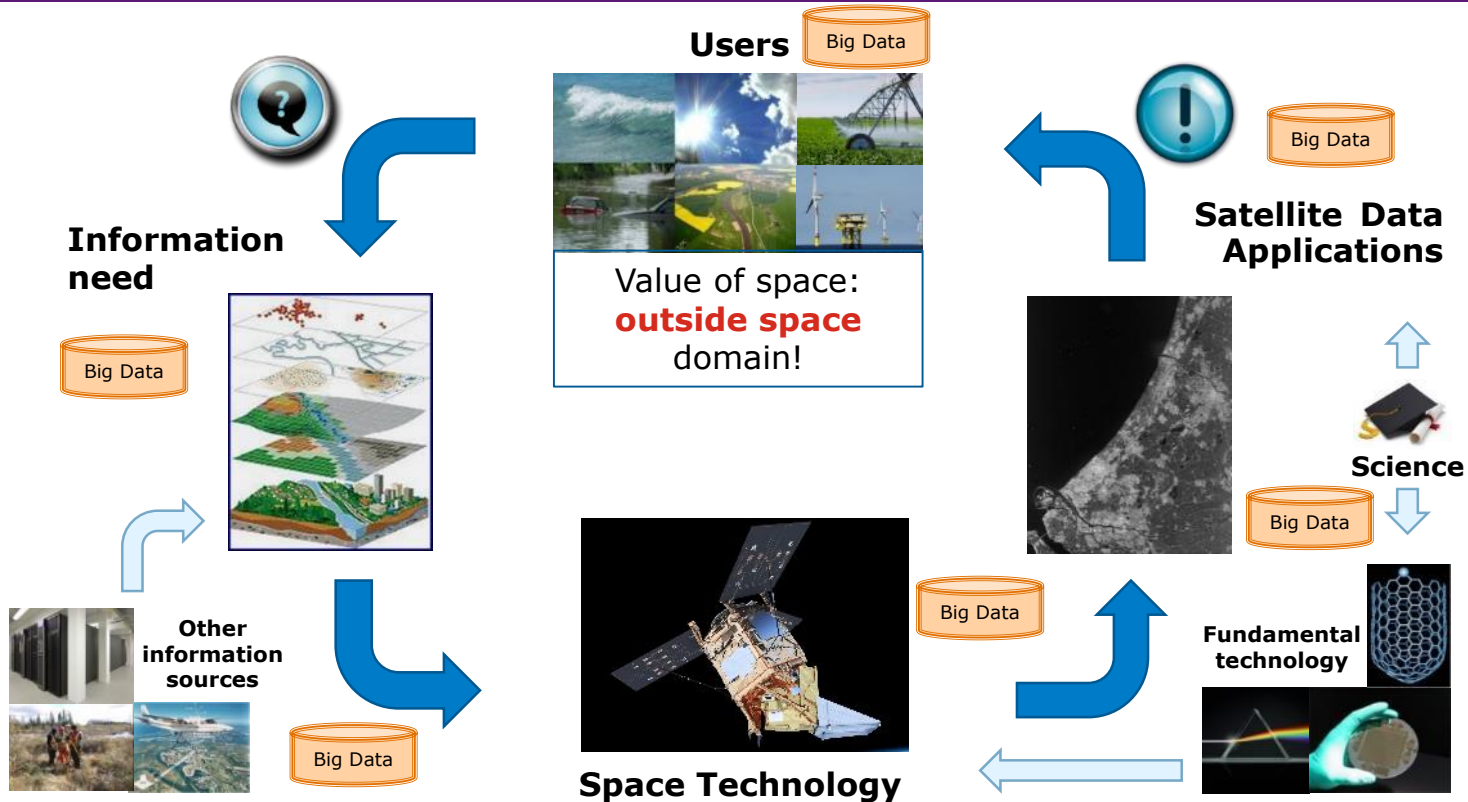 Users
Big Data
Big Data
Information
need
Satellite Data
Applications
Value of space:
outside space
domain!
Big Data
Science
Big Data
Big Data
Other
information
sources
Fundamental
technology
Big Data
Space Technology